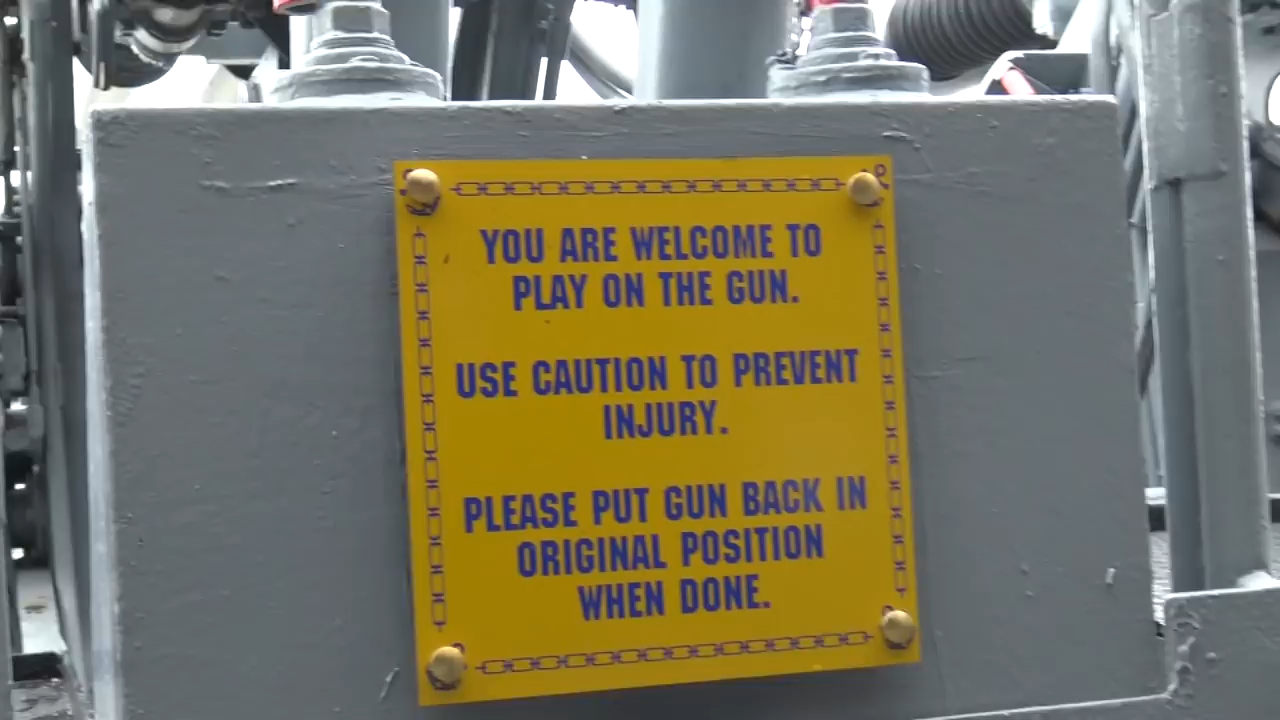 YOU ARE WELCOME TO
PLAY ON THE GUN.
USE CAUTION TO PREVENT
INJURY.
PLEASE PUT GUN BACK IN
ORIGINAL POSITION
WHEN DONE.